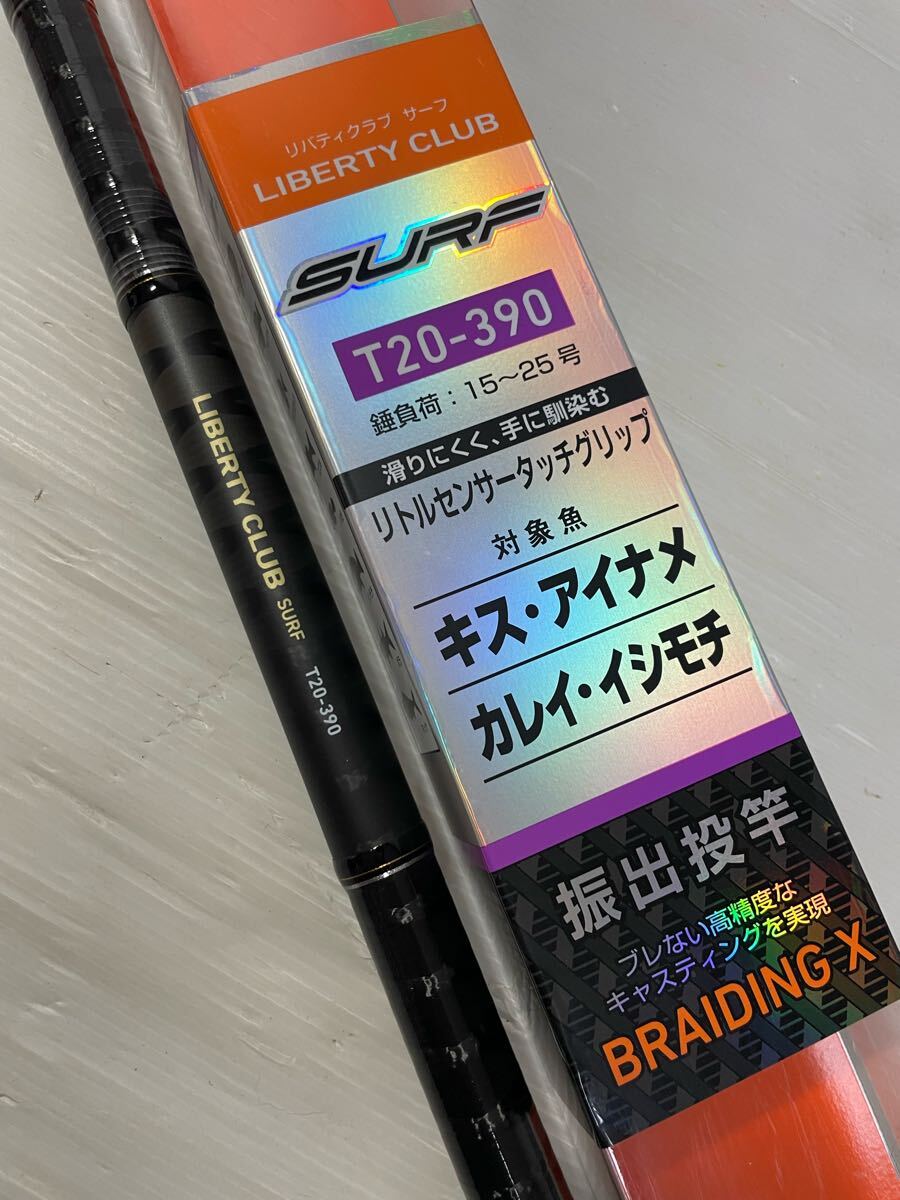 リバティクラブ サーフ
LIBERTY CLUB
SURF
T20-390
錘負荷：15～25号
滑りにくく、手に馴染む
リトルセンサータッチグリップ
対象魚
キス・アイナメ
カレイ・イシモチ
振出投竿
ブレない高精度な
キャスティングを実現
BRAIDING X
LIBERTY CLUB SURF T20-390